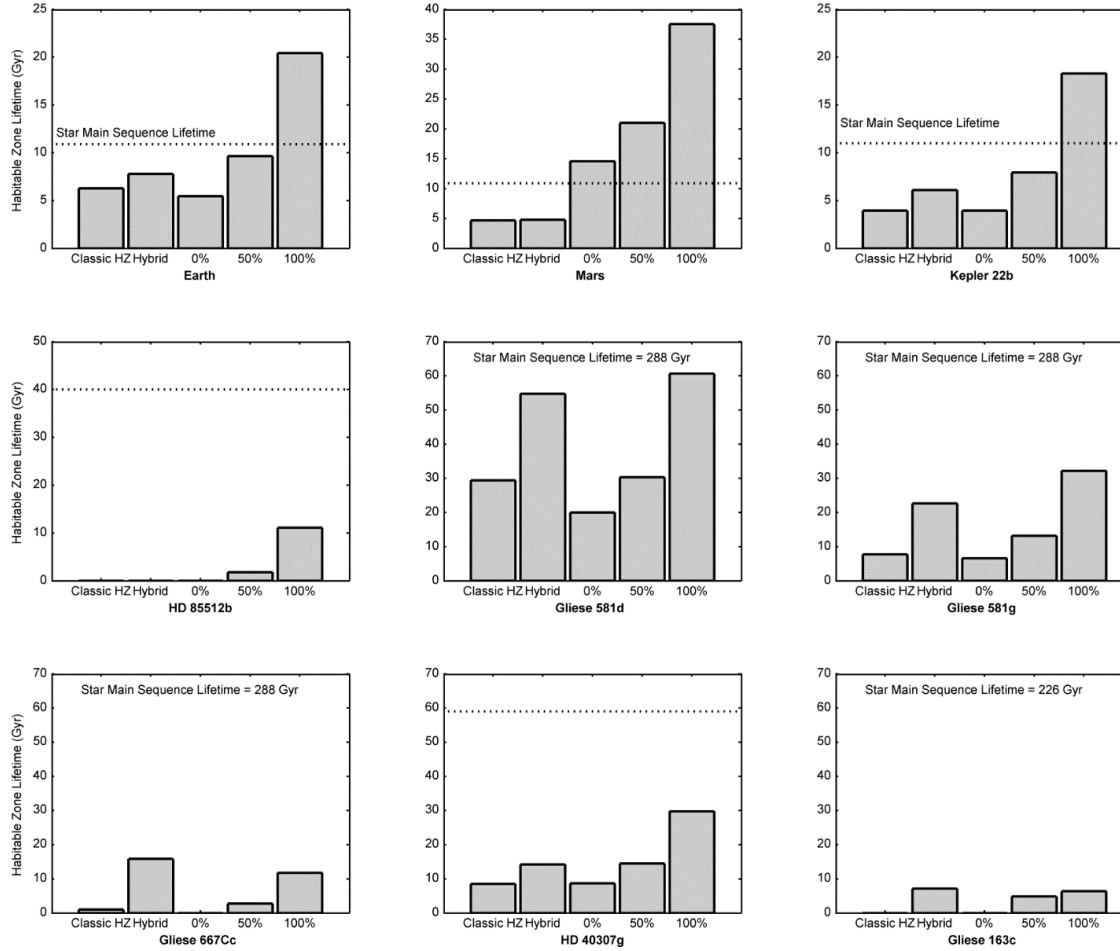 25
20
15
10
5
0
Habitable Zone Lifetime (Gyr)
Star Main Sequence Lifetime
Classic HZ Hybrid 0% 50% 100%
Earth
40
35
30
25
20
15
10
5
0
Classic HZ Hybrid 0% 50% 100%
Mars
25
20
15
10
5
0
Star Main Sequence Lifetime
Classic HZ Hybrid 0% 50% 100%
Kepler 22b
50
40
30
20
10
0
Habitable Zone Lifetime (Gyr)
Classic HZ Hybrid 0% 50% 100%
HD 85512b
70
60
50
40
30
20
10
0
Star Main Sequence Lifetime = 288 Gyr
Classic HZ Hybrid 0% 50% 100%
Gliese 581d
70
60
50
40
30
20
10
0
Star Main Sequence Lifetime = 288 Gyr
Classic HZ Hybrid 0% 50% 100%
Gliese 581g
70
60
50
40
30
20
10
0
Habitable Zone Lifetime (Gyr)
Star Main Sequence Lifetime = 288 Gyr
Classic HZ Hybrid 0% 50% 100%
Gliese 667Cc
70
60
50
40
30
20
10
0
Classic HZ Hybrid 0% 50% 100%
HD 40307g
70
60
50
40
30
20
10
0
Star Main Sequence Lifetime = 226 Gyr
Classic HZ Hybrid 0% 50% 100%
Gliese 163c